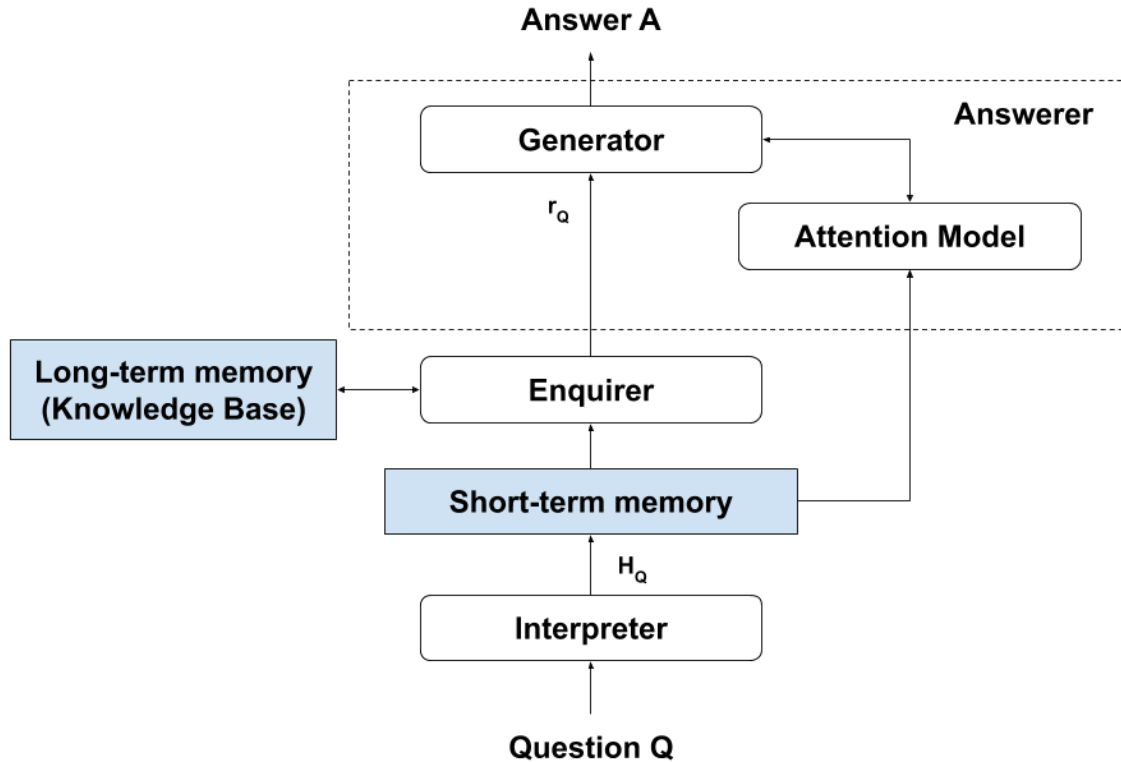 Answer A
Answerer
Generator
r_Q
Attention Model
Long-term memory
(Knowledge Base)
Enquirer
Short-term memory
H_Q
Interpreter
Question Q